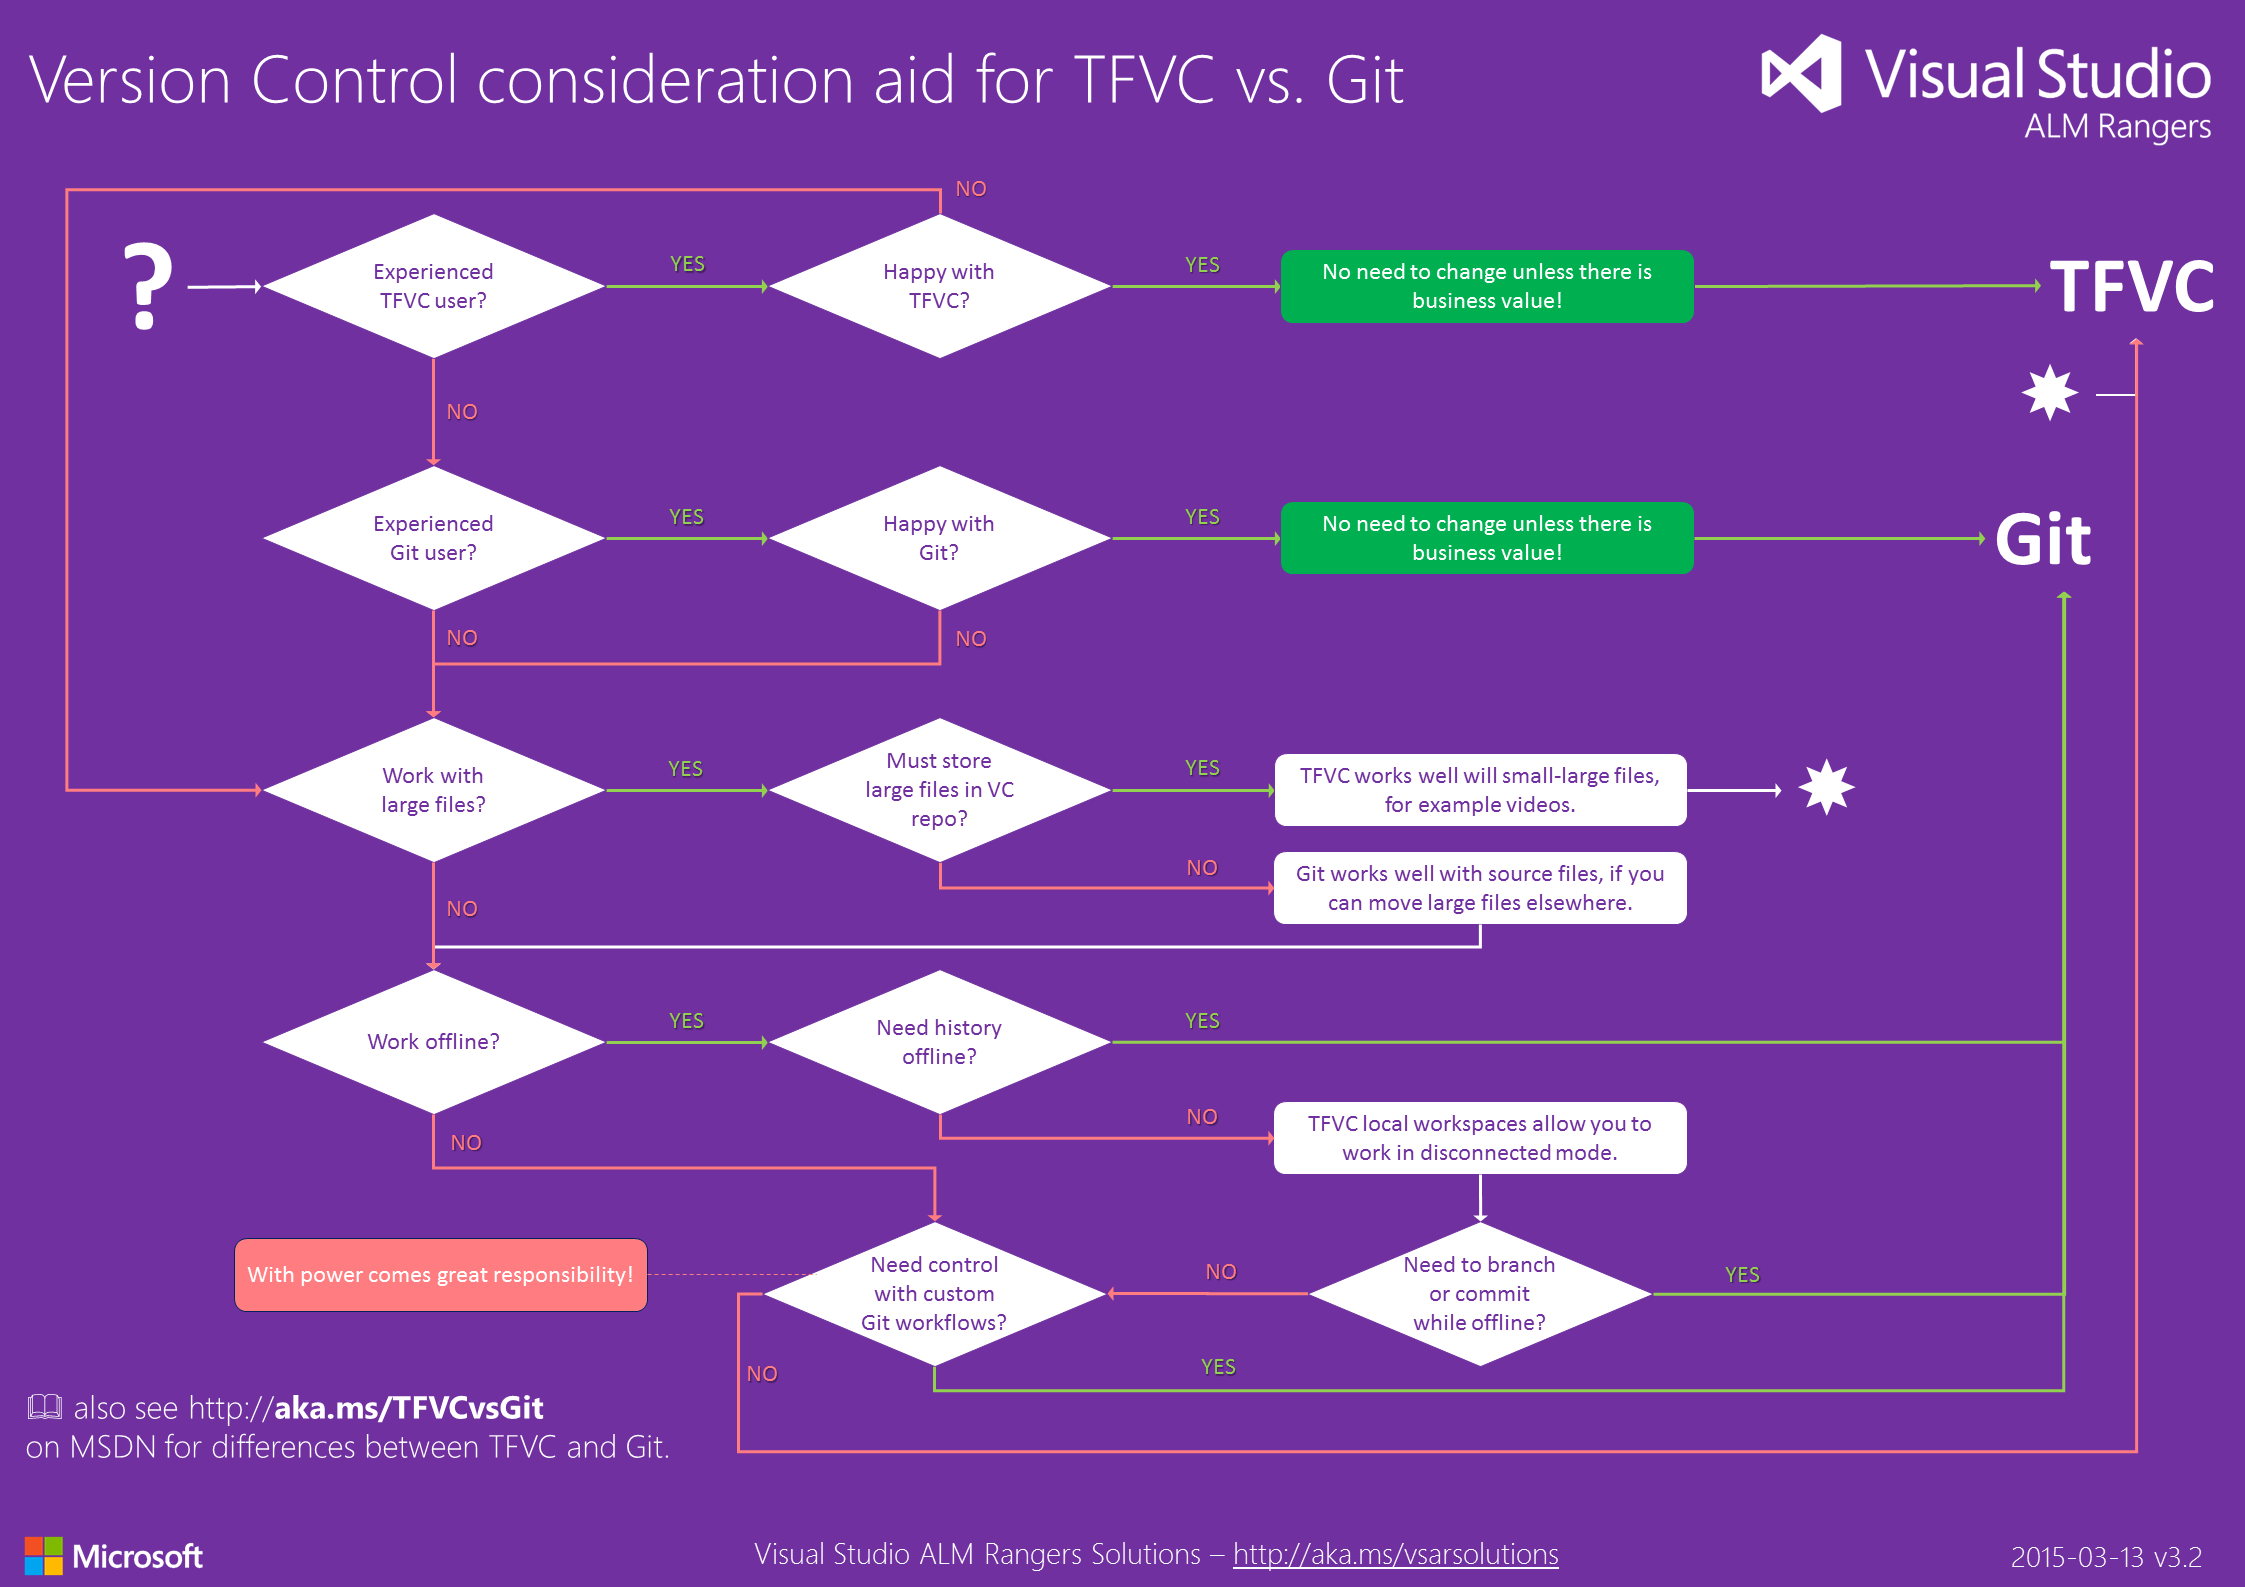 Version Control consideration aid for TFVC vs. Git
Visual Studio
ALM Rangers
NO
?
Experienced
TFVC user?
YES
Happy with
TFVC?
YES
No need to change unless there is
business value!
TFVC
NO
Experienced
Git user?
YES
Happy with
Git?
YES
No need to change unless there is
business value!
Git
NO
NO
Work with
large files?
YES
Must store
large files in VC
repo?
YES
TFVC works well will small-large files,
for example videos.
NO
Git works well with source files, if you
can move large files elsewhere.
NO
Work offline?
YES
Need history
offline?
YES
NO
TFVC local workspaces allow you to
work in disconnected mode.
NO
With power comes great responsibility!
Need control
with custom
Git workflows?
NO
Need to branch
or commit
while offline?
YES
NO
YES
also see http://aka.ms/TFVCvsGit
on MSDN for differences between TFVC and Git.
Microsoft
Visual Studio ALM Rangers Solutions – http://aka.ms/vsarsolutions
2015-03-13 v3.2